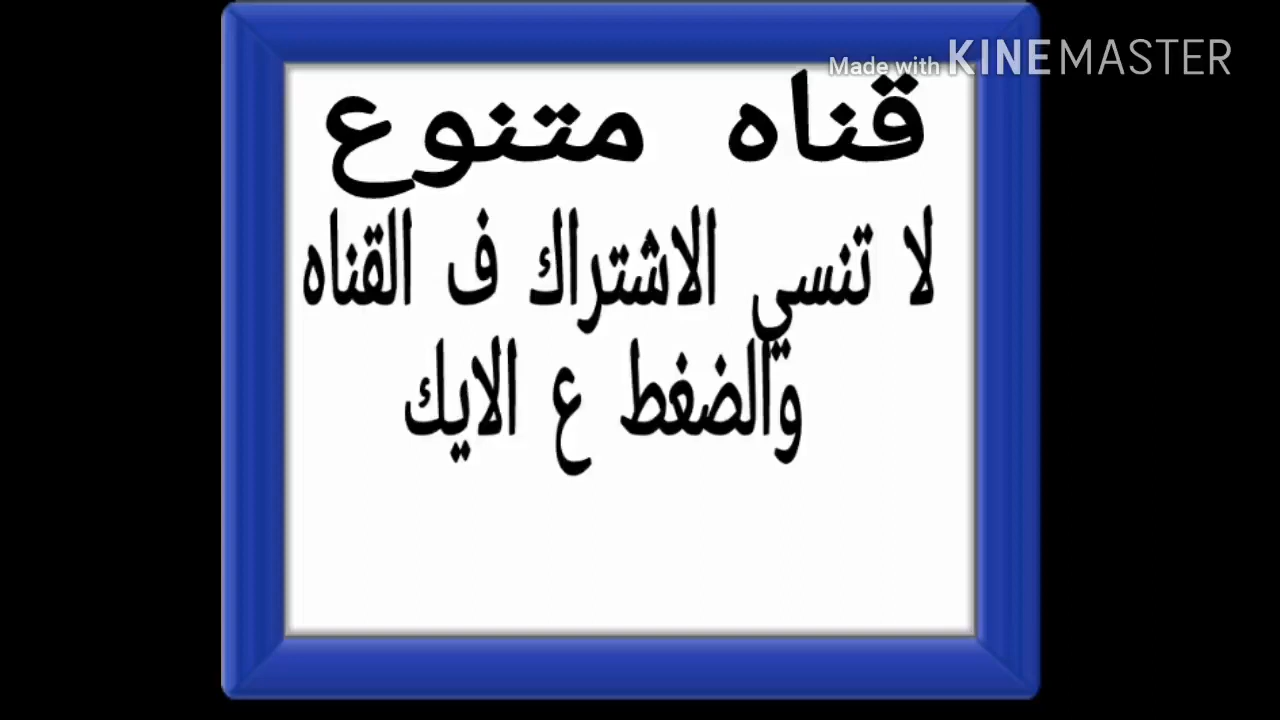 Made with KINEMASTER
قناه متنوع
لا تنسي الاشتراك ف القناه
والضغط ع الايك